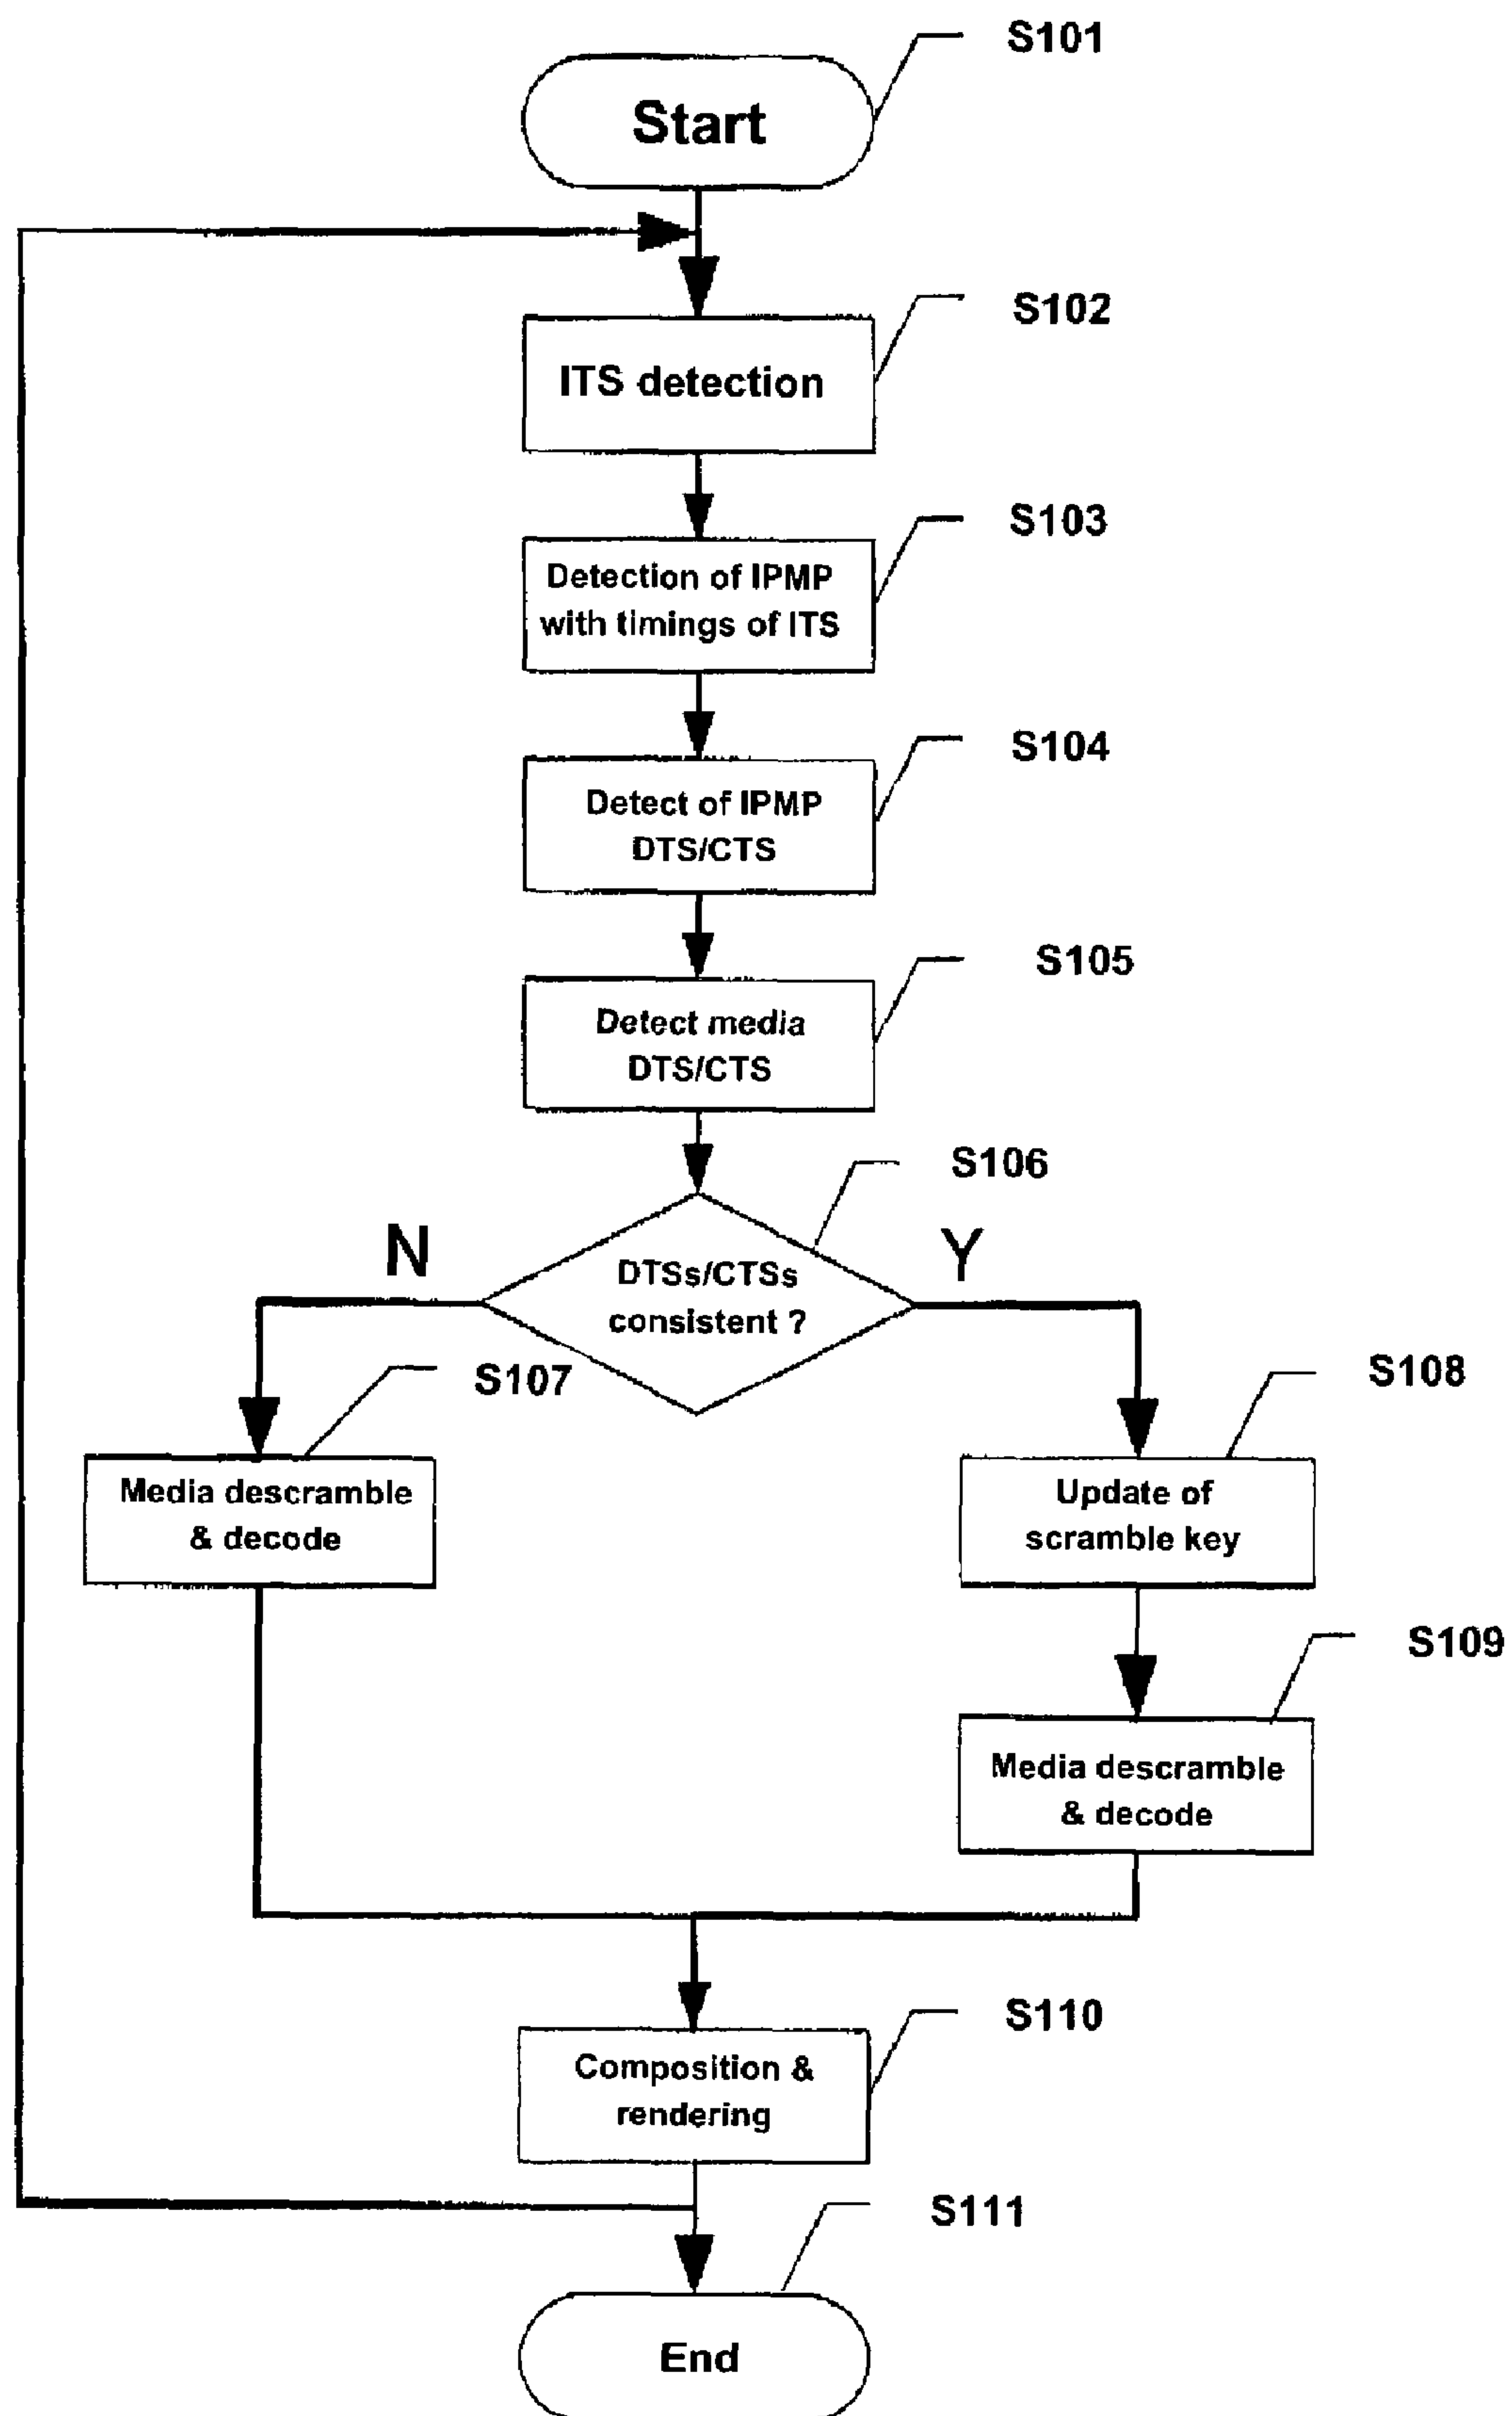 S101
Start
S102
ITS detection
S103
Detection of IPMP
with timings of ITS
S104
Detect of IPMP
DTS/CTS
S105
Detect media
DTS/CTS
S106
N
Y
DTSs/CTSs
consistent ?
S107
S108
Media descramble
& decode
Update of
scramble key
S109
Media descramble
& decode
S110
Composition &
rendering
S111
End